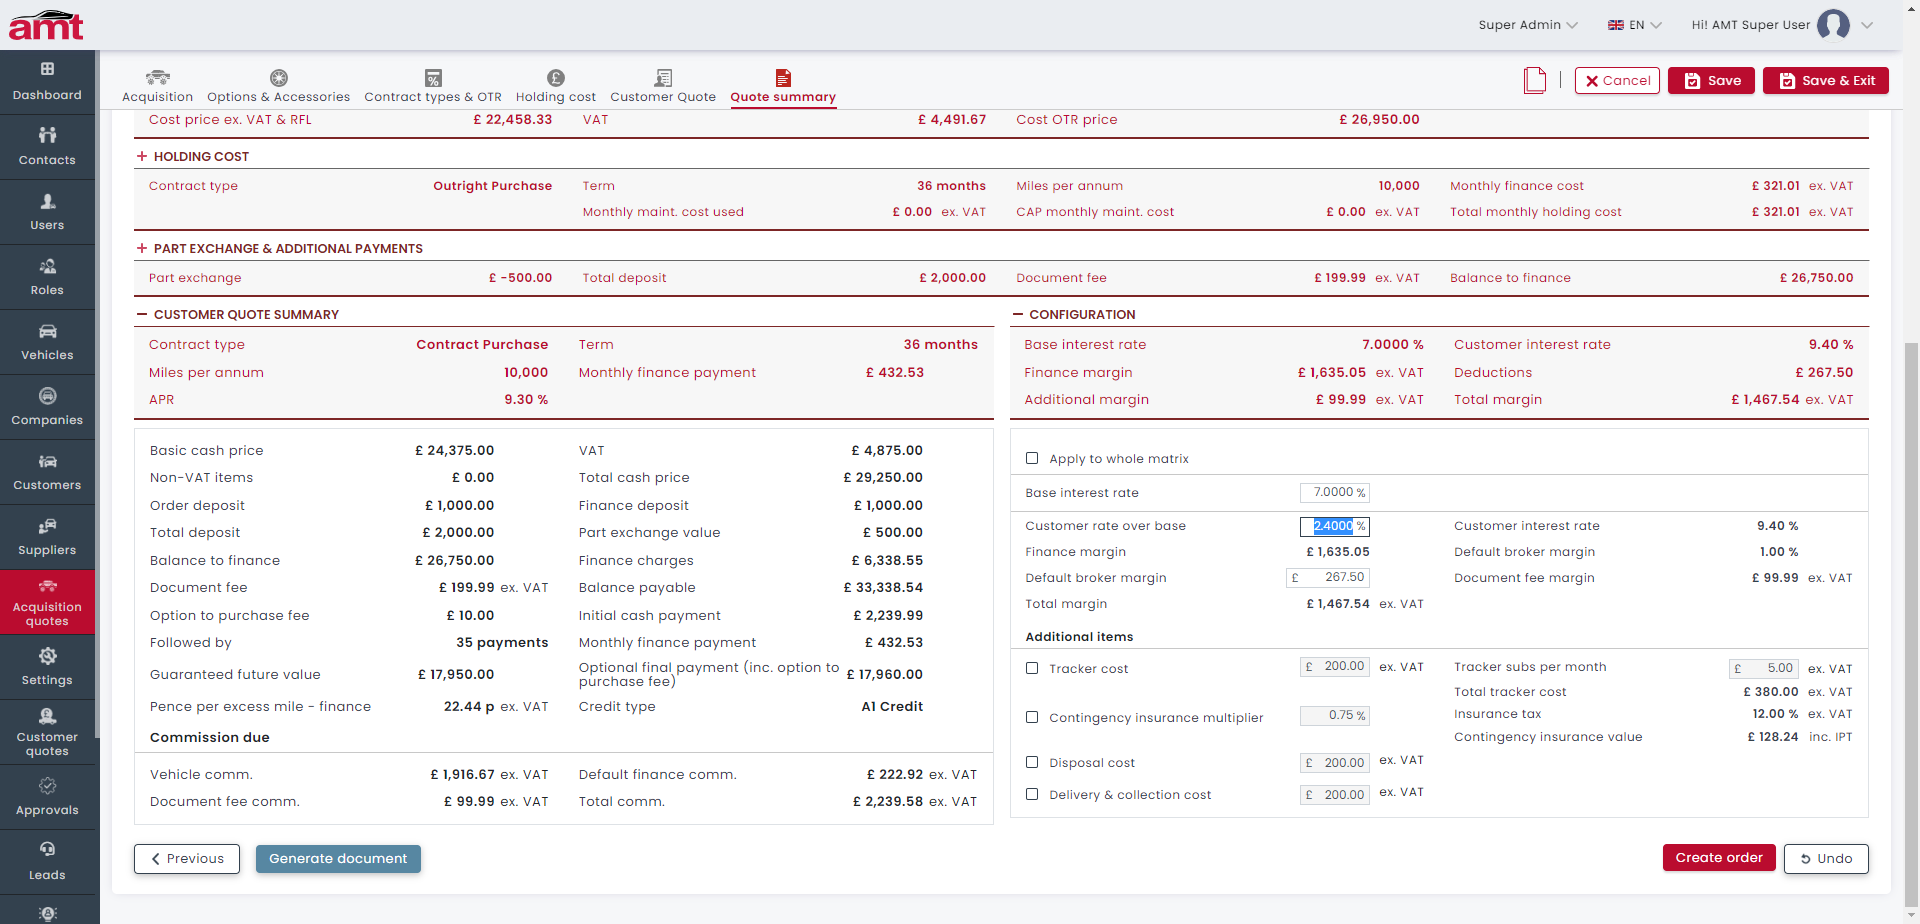 amt
Super Admin EN Hi! AMT Super User
Dashboard
Contacts
Users
Roles
Vehicles
Companies
Customers
Suppliers
Acquisition
quotes
Settings
Customer
quotes
Approvals
Leads
Acquisition Options & Accessories Contract types & OTR Holding cost Customer Quote Quote summary
Cancel Save Save & Exit
Cost price ex. VAT & RFL £ 22,458.33 VAT £ 4,491.67 Cost OTR price £ 26,950.00
+ HOLDING COST
Contract type Outright Purchase Term 36 months Miles per annum 10,000 Monthly finance cost £ 321.01 ex. VAT
Monthly maint. cost used £ 0.00 ex. VAT CAP monthly maint. cost £ 0.00 ex. VAT Total monthly holding cost £ 321.01 ex. VAT
+ PART EXCHANGE & ADDITIONAL PAYMENTS
Part exchange £ -500.00 Total deposit £ 2,000.00 Document fee £ 199.99 ex. VAT Balance to finance £ 26,750.00
— CUSTOMER QUOTE SUMMARY
Contract type Contract Purchase Term 36 months
Miles per annum 10,000 Monthly finance payment £ 432.53
APR 9.30 %
Basic cash price £ 24,375.00 VAT £ 4,875.00
Non-VAT items £ 0.00 Total cash price £ 29,250.00
Order deposit £ 1,000.00 Finance deposit £ 1,000.00
Total deposit £ 2,000.00 Part exchange value £ 500.00
Balance to finance £ 26,750.00 Finance charges £ 6,338.55
Document fee £ 199.99 ex. VAT Balance payable £ 33,338.54
Option to purchase fee £ 10.00 Initial cash payment £ 2,239.99
Followed by 35 payments Monthly finance payment £ 432.53
Guaranteed future value £ 17,950.00 Optional final payment (inc. option to
purchase fee) £ 17,960.00
Pence per excess mile - finance 22.44 p ex. VAT Credit type A1 Credit
Commission due
Vehicle comm. £ 1,916.67 ex. VAT Default finance comm. £ 222.92 ex. VAT
Document fee comm. £ 99.99 ex. VAT Total comm. £ 2,239.58 ex. VAT
— CONFIGURATION
Base interest rate 7.0000 % Customer interest rate 9.40 %
Finance margin £ 1,635.05 ex. VAT Deductions £ 267.50
Additional margin £ 99.99 ex. VAT Total margin £ 1,467.54 ex. VAT
Apply to whole matrix
Base interest rate 7.0000 %
Customer rate over base 2.4000 % Customer interest rate 9.40 %
Finance margin £ 1,635.05 Default broker margin 1.00 %
Default broker margin £ 267.50 Document fee margin £ 99.99 ex. VAT
Total margin £ 1,467.54 ex. VAT
Additional items
Tracker cost £ 200.00 ex. VAT Tracker subs per month £ 5.00 ex. VAT
Total tracker cost £ 380.00 ex. VAT
Contingency insurance multiplier 0.75 % Insurance tax 12.00 % ex. VAT
Contingency insurance value £ 128.24 inc. IPT
Disposal cost £ 200.00 ex. VAT
Delivery & collection cost £ 200.00 ex. VAT
Previous Generate document Create order Undo